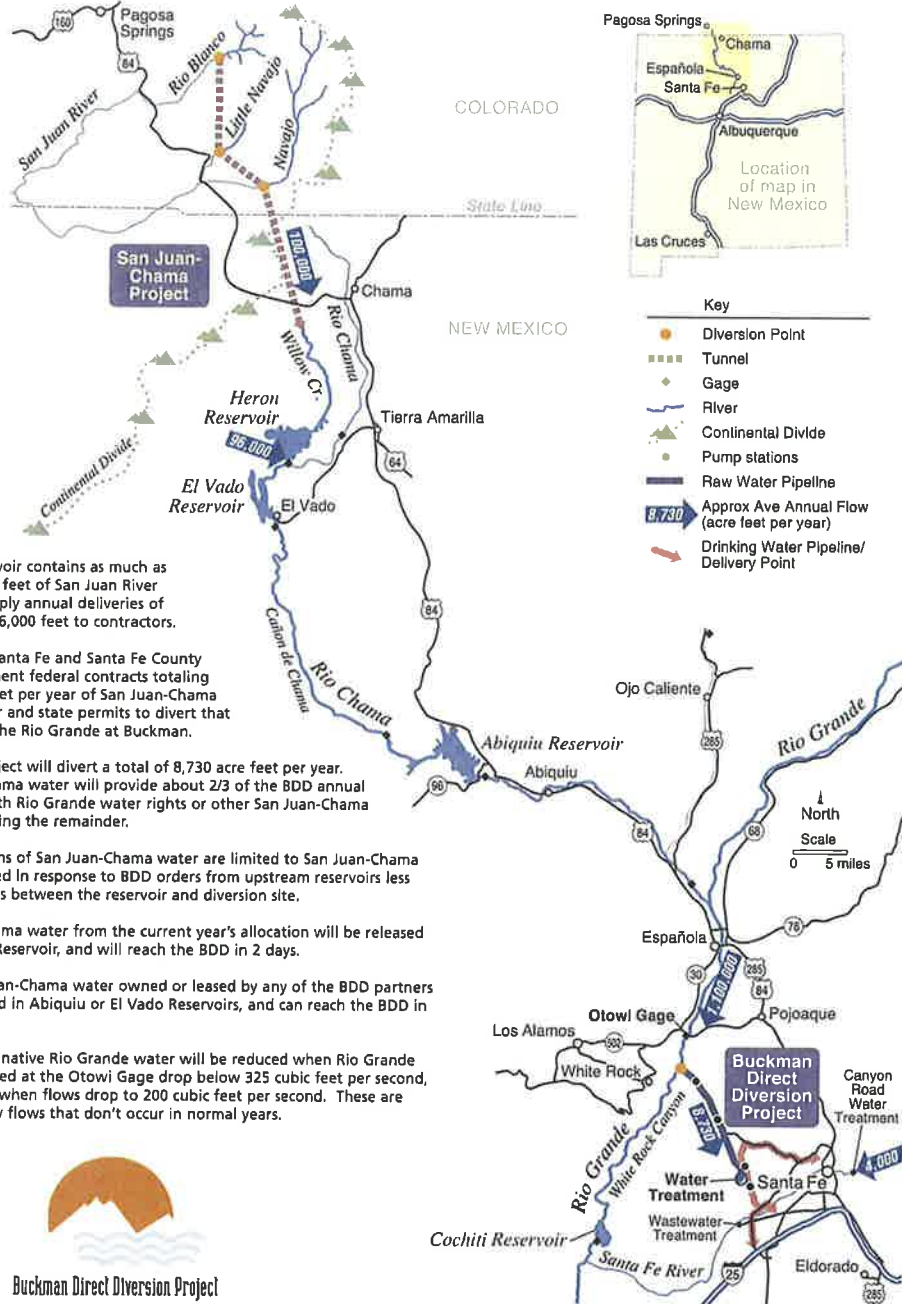 160
Pagosa
Springs
84
Rio Blanco
Little Navajo
Navajo
San Juan River
COLORADO
State Line
San Juan-
Chama
Project
100,000
Chama
NEW MEXICO
Rio Chama
Willow Cr.
Heron
Reservoir
96,000
Tierra Amarilla
64
El Vado
Reservoir
El Vado
Continental Divide
Pagosa Springs
Chama
Española
Santa Fe
Albuquerque
Location
of map in
New Mexico
Las Cruces
Key
Diversion Point
Tunnel
Gage
River
Continental Divide
Pump stations
Raw Water Pipeline
8,730
Approx Ave Annual Flow
(acre feet per year)
Drinking Water Pipeline/
Delivery Point
voir contains as much as
feet of San Juan River
ply annual deliveries of
6,000 feet to contractors.
anta Fe and Santa Fe County
ent federal contracts totaling
et per year of San Juan-Chama
r and state permits to divert that
he Rio Grande at Buckman.
ject will divert a total of 8,730 acre feet per year.
ama water will provide about 2/3 of the BDD annual
th Rio Grande water rights or other San Juan-Chama
ing the remainder.
ns of San Juan-Chama water are limited to San Juan-Chama
ed in response to BDD orders from upstream reservoirs less
s between the reservoir and diversion site.
ma water from the current year's allocation will be released
Reservoir, and will reach the BDD in 2 days.
an-Chama water owned or leased by any of the BDD partners
d in Abiquiu or El Vado Reservoirs, and can reach the BDD in
native Rio Grande water will be reduced when Rio Grande
ed at the Otowi Gage drop below 325 cubic feet per second,
when flows drop to 200 cubic feet per second. These are
y flows that don't occur in normal years.
84
Cañon de Chama
Rio Chama
Abiquiu Reservoir
96
Abiquiu
84
Ojo Caliente
285
Rio Grande
68
North
Scale
0 5 miles
76
Española
30
285
84
1,100,000
Otowi Gage
Pojoaque
Los Alamos
502
White Rock
Buckman
Direct
Diversion
Project
Canyon
Road
Water
Treatment
8,730
4,000
Rio Grande
White Rock Canyon
Water
Treatment
Santa Fe
Wastewater
Treatment
Cochiti Reservoir
Santa Fe River
25
Eldorado
285
Buckman Direct Diversion Project